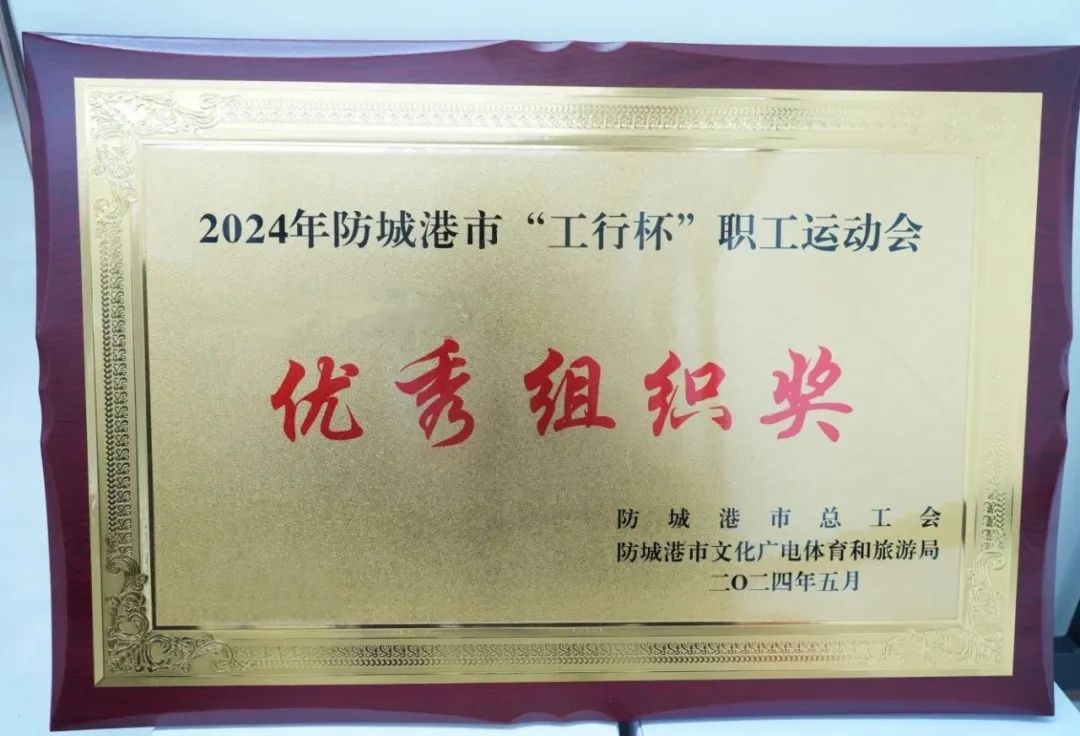 2024年防城港市“工行杯”职工运动会
优秀组织奖
防城港市总工会
防城港市文化广电体育和旅游局
二O二四年五月